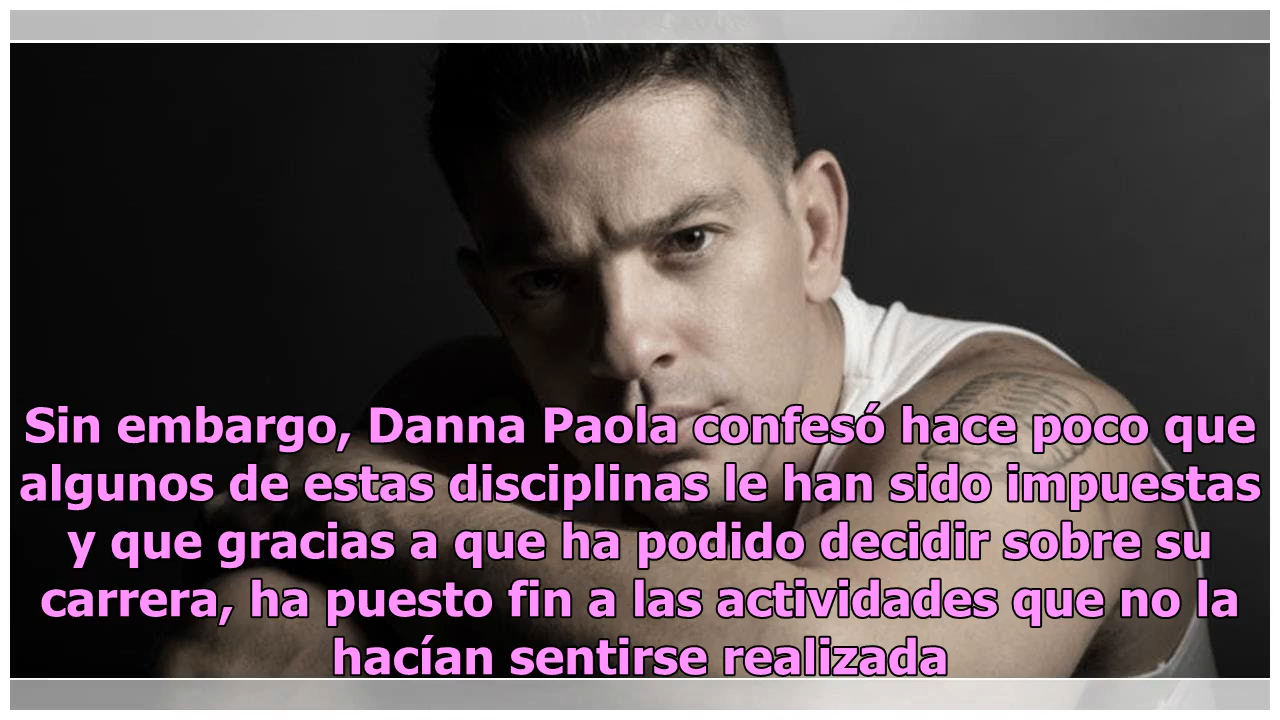 Sin embargo, Danna Paola confesó hace poco que
algunos de estas disciplinas le han sido impuestas
y que gracias a que ha podido decidir sobre su
carrera, ha puesto fin a las actividades que no la
hacían sentirse realizada